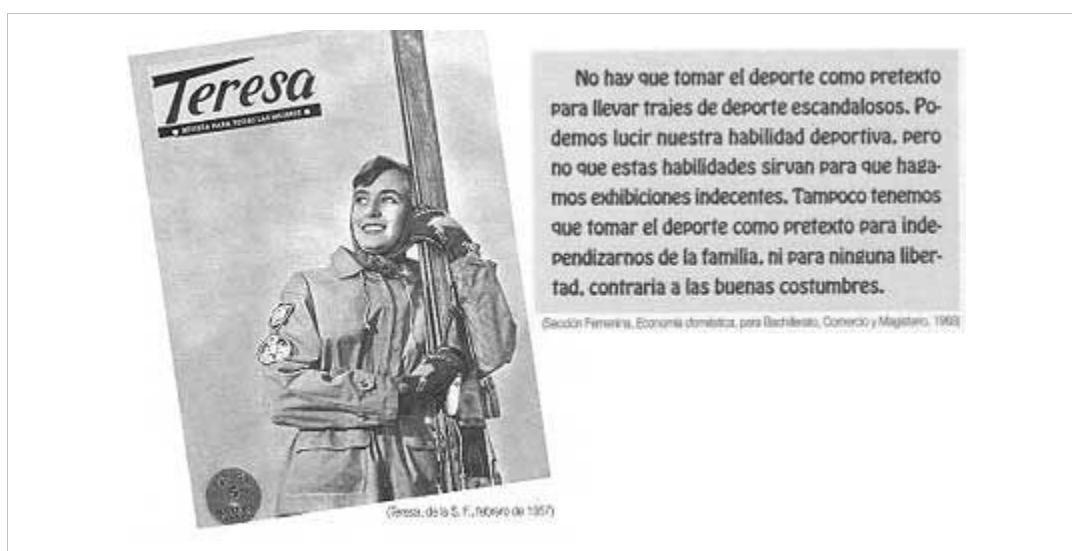 Teresa
REVISTA PARA TODAS LAS MUJERES
No hay que tomar el deporte como pretexto
para llevar trajes de deporte escandalosos. Po-
demos lucir nuestra habilidad deportiva, pero
no que estas habilidades sirvan para que haga-
mos exhibiciones indecentes. Tampoco tenemos
que tomar el deporte como pretexto para inde-
pendizarnos de la familia, ni para ninguna liber-
tad, contraria a las buenas costumbres.
(Sección Femenina, Economía doméstica, para Bachillerato, Comercio y Magisterio,
(Teresa, de la S. F., febrero de 1957)